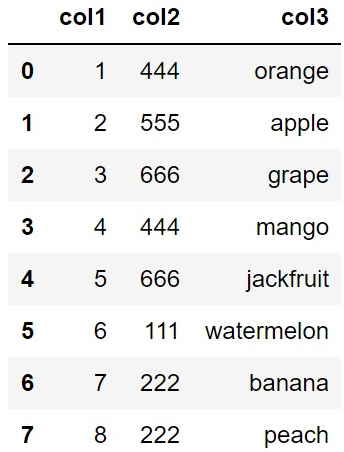 col1 col2 col3
0 1 444 orange
1 2 555 apple
2 3 666 grape
3 4 444 mango
4 5 666 jackfruit
5 6 111 watermelon
6 7 222 banana
7 8 222 peach